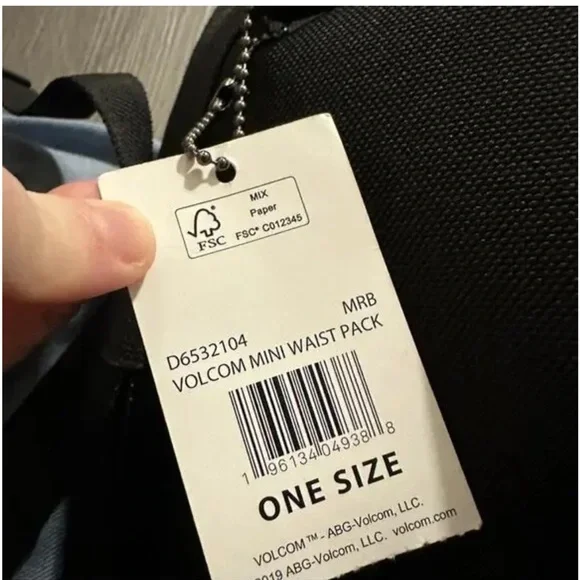 MIX
Paper
FSC® C012345
FSC
MRB
D6532104
VOLCOM MINI WAIST PACK
1 96134 04938 8
ONE SIZE
VOLCOM™ - ABG-Volcom, LLC.
2019 ABG-Volcom, LLC. volcom.com